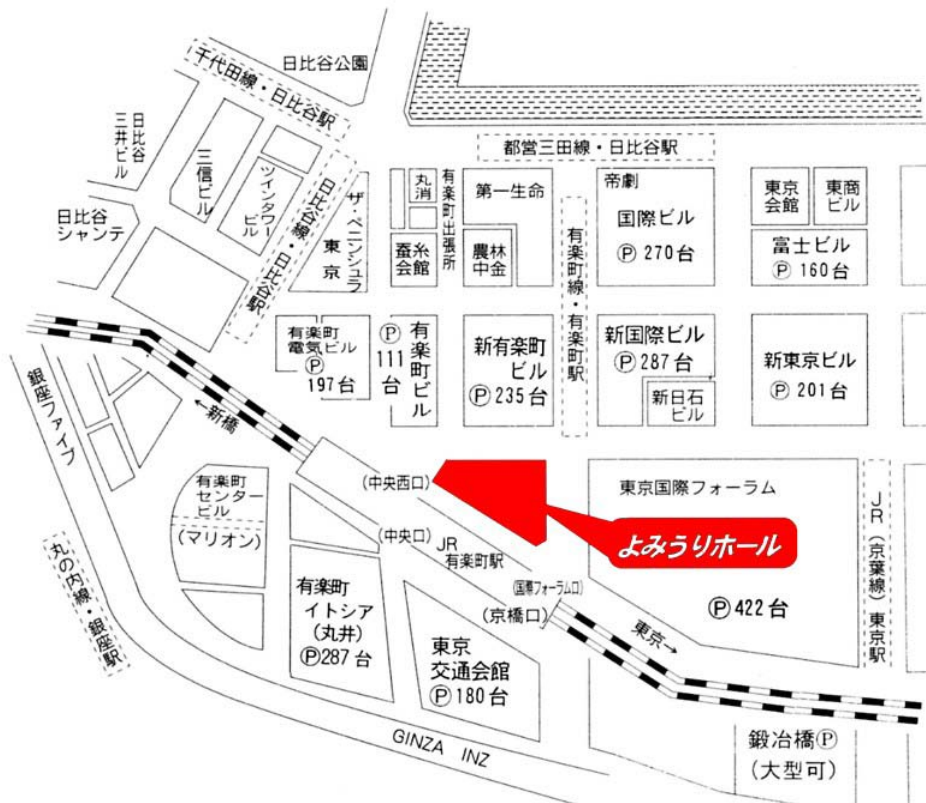 日比谷公園
千代田線・日比谷駅
日比谷
三井ビル
三信ビル
ツインタワー
ビル
日比谷
シャンテ
日比谷線・日比谷駅
都営三田線・日比谷駅
ザ・ペニンシュラ
東京
丸消
有楽町出張所
蚕糸
会館
第一生命
農林
中金
帝劇
国際ビル
Ⓟ270台
東京
会館
東商
ビル
富士ビル
Ⓟ160台
有楽町線・有楽町駅
有楽町
電気ビル
Ⓟ
197台
Ⓟ
111
台
有楽町ビル
新有楽町
ビル
Ⓟ235台
新国際ビル
Ⓟ287台
新日石
ビル
新東京ビル
Ⓟ201台
銀座ファイブ
←新橋
有楽町
センター
ビル
(マリオン)
(中央西口)
(中央口)
JR
有楽町駅
(国際フォーラム口)
(京橋口)
よみうりホール
東京国際フォーラム
Ⓟ422台
JR(京葉線)東京駅
丸の内線・銀座駅
有楽町
イトシア
(丸井)
Ⓟ287台
東京
交通会館
Ⓟ180台
東京→
GINZA INZ
鍛冶橋Ⓟ
(大型可)